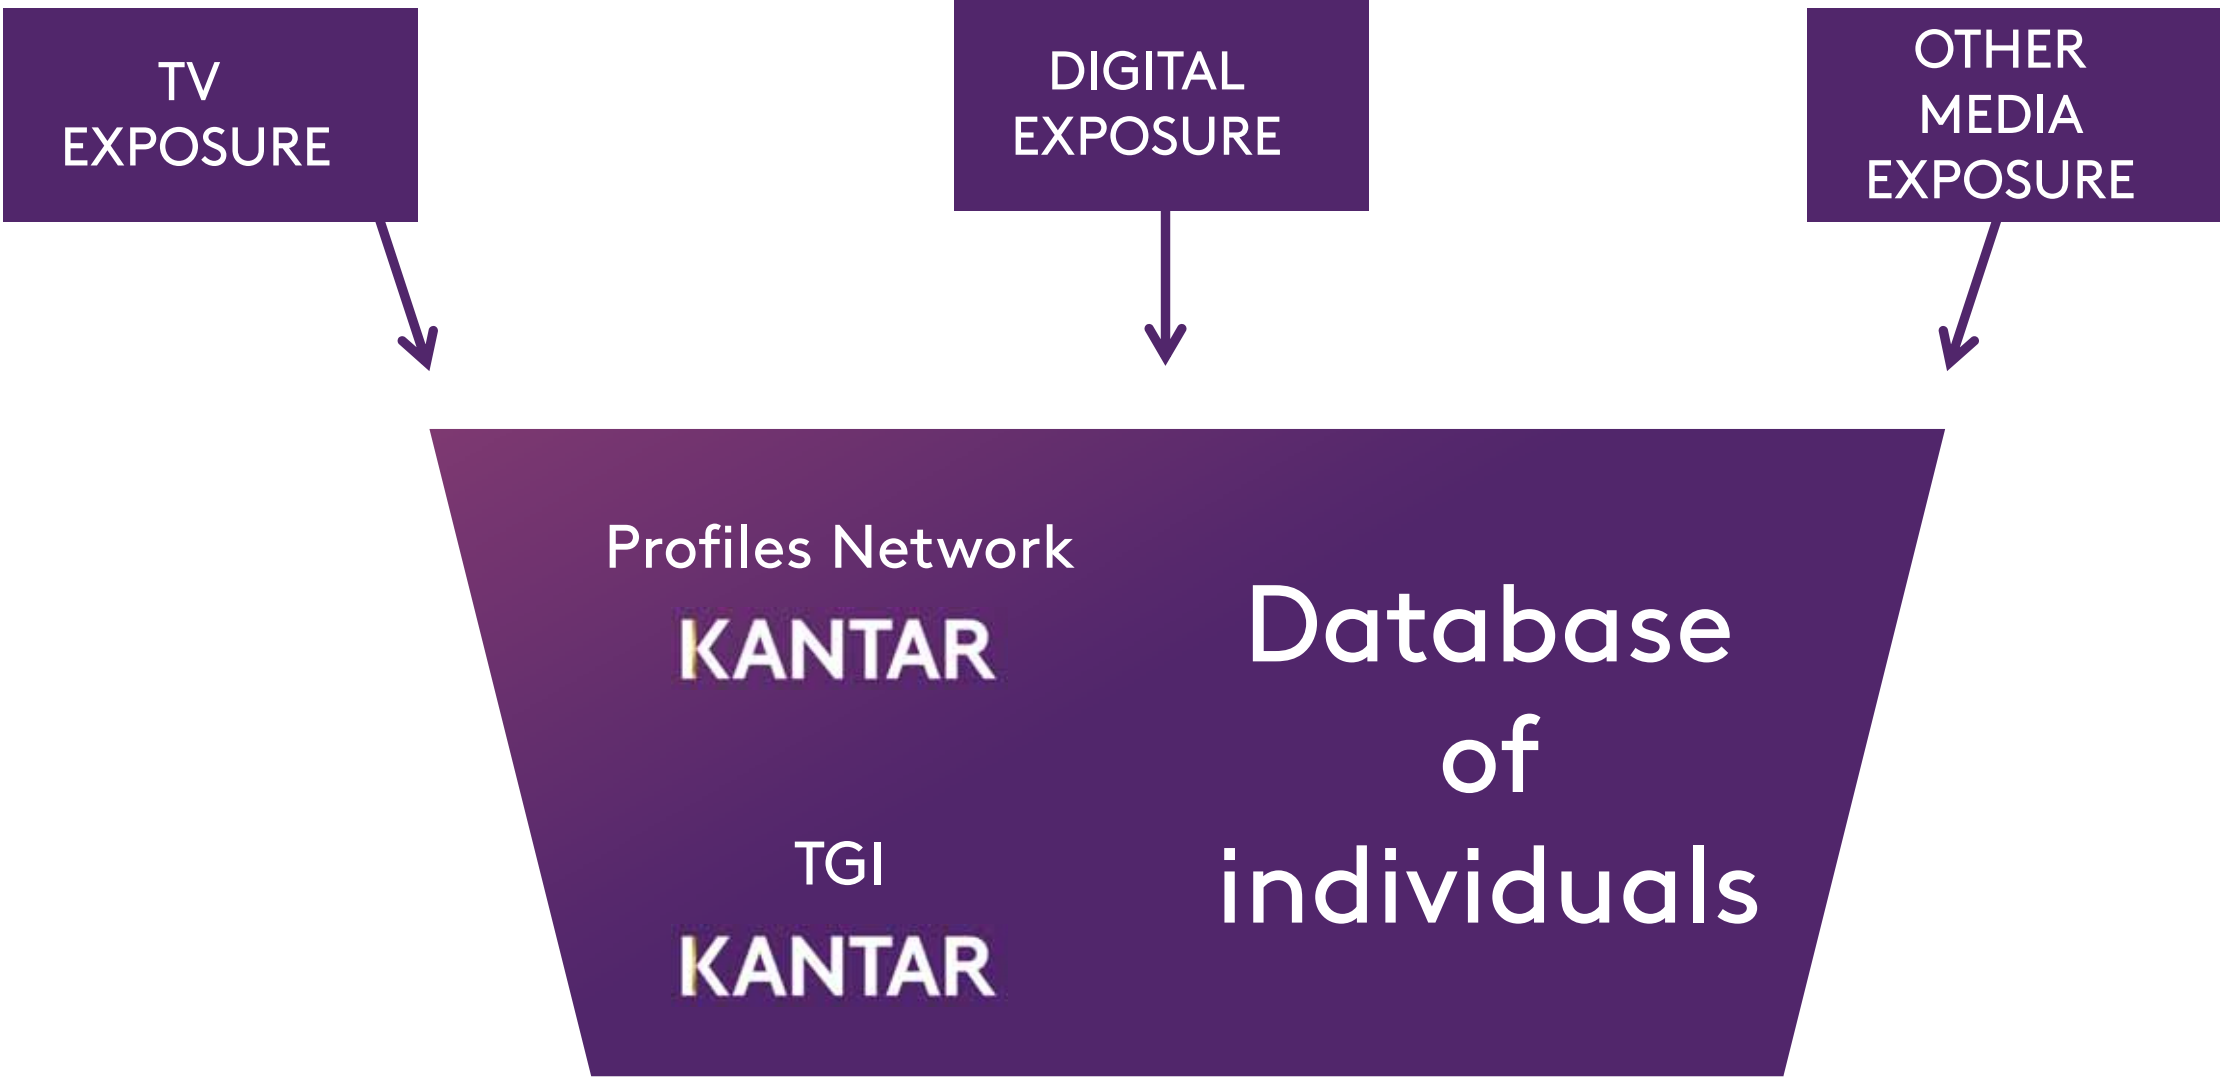 TV
EXPOSURE
DIGITAL
EXPOSURE
OTHER
MEDIA
EXPOSURE
Profiles Network
KANTAR
TGI
KANTAR
Database
of
individuals